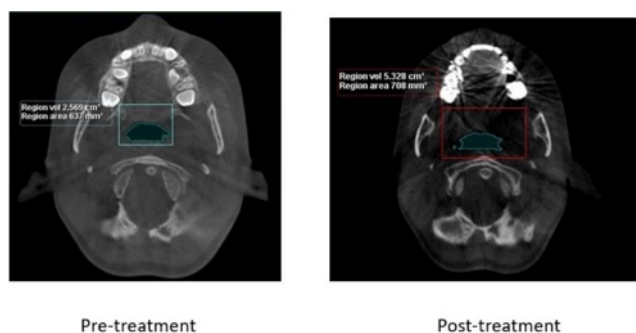 Region vol 2.569 cm³
Region area 637 mm²
Region vol 5.328 cm³
Region area 708 mm²
Pre-treatment
Post-treatment